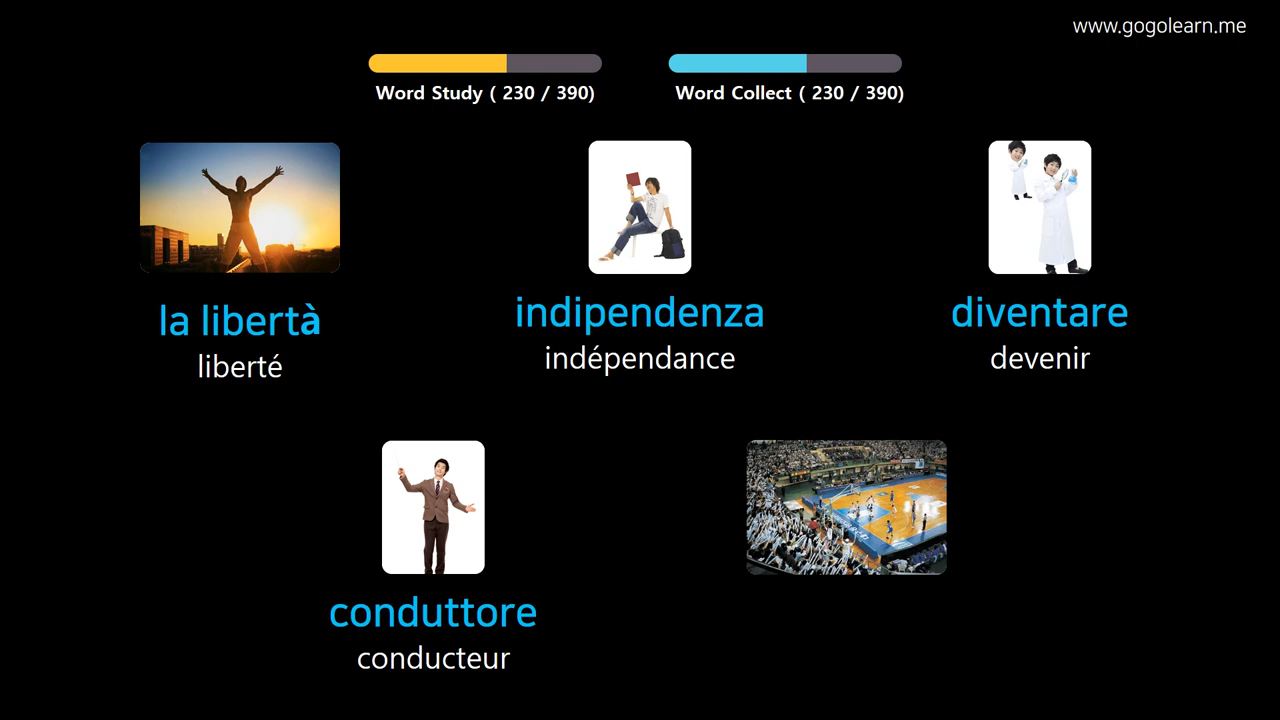 www.gogolearn.me
Word Study ( 230 / 390)
Word Collect ( 230 / 390)
la libertà
liberté
indipendenza
indépendance
diventare
devenir
conduttore
conducteur